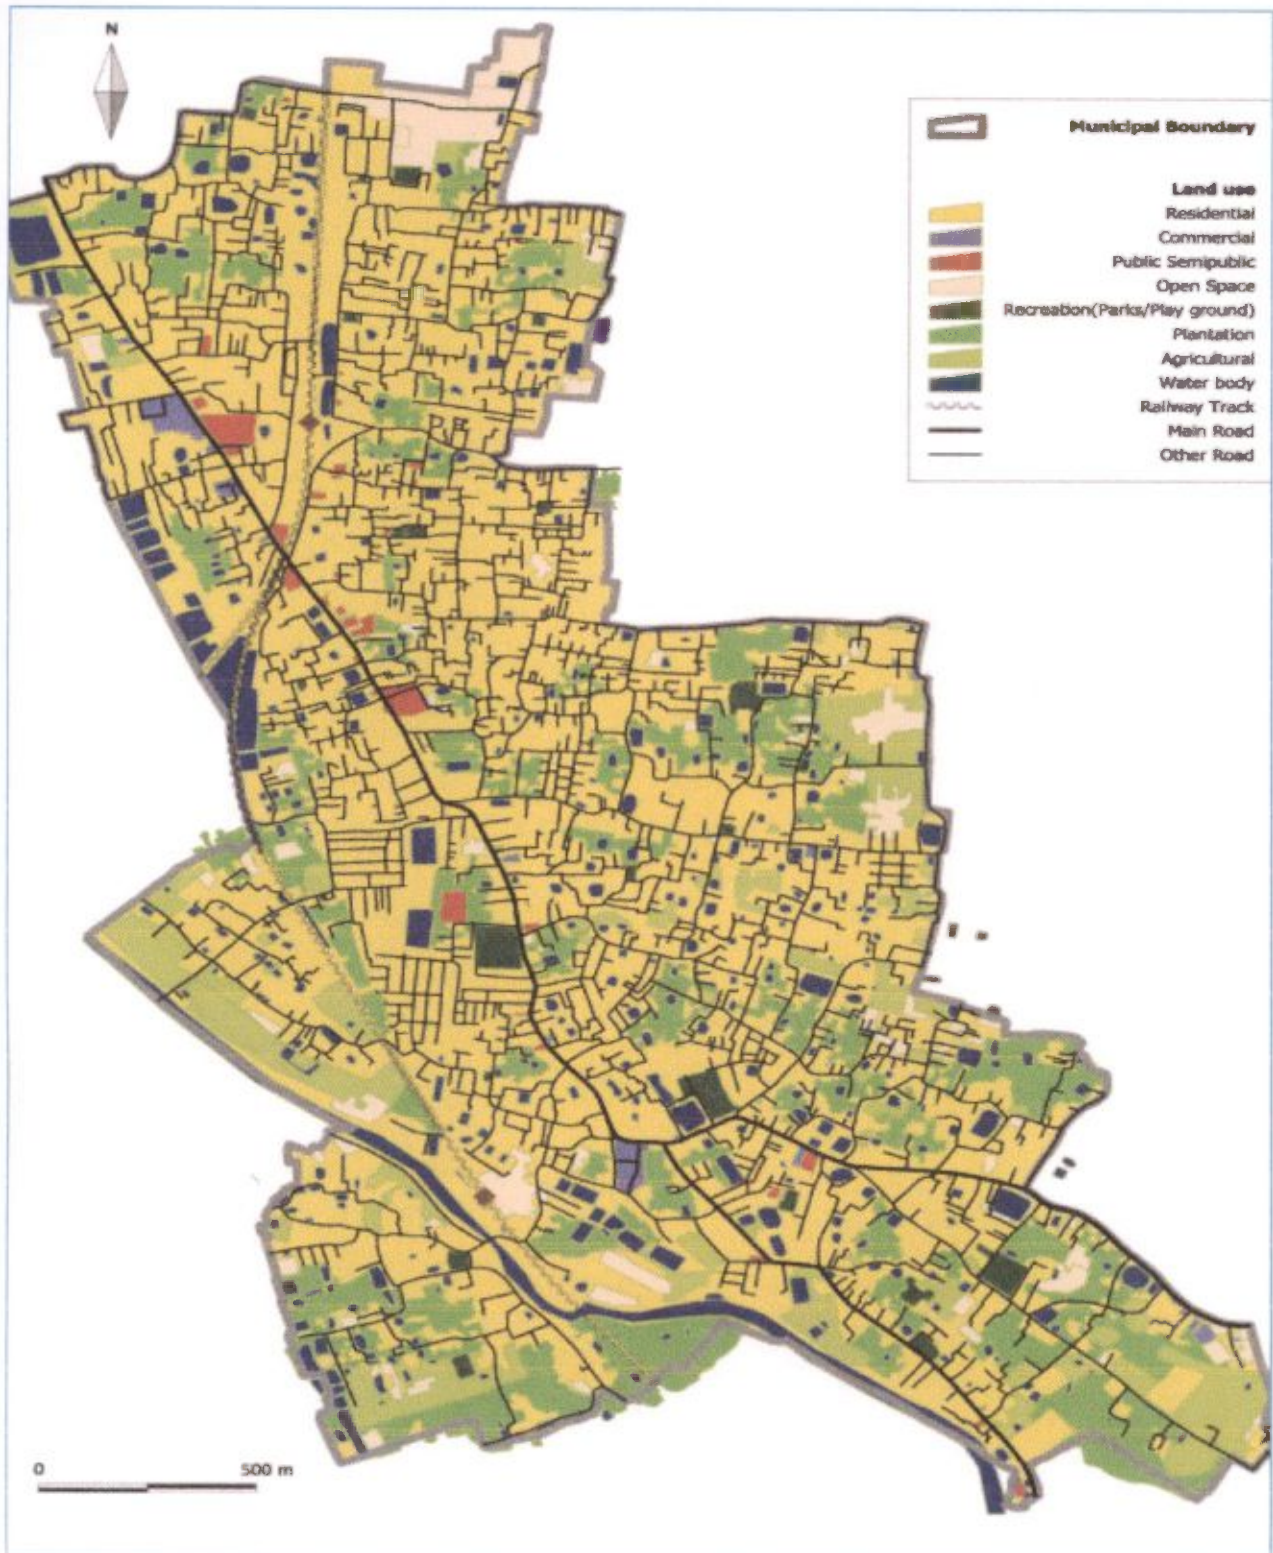 N
Municipal Boundary
Land use
Residential
Commercial
Public Semipublic
Open Space
Recreation(Parks/Play ground)
Plantation
Agricultural
Water body
Railway Track
Main Road
Other Road
0 500 m